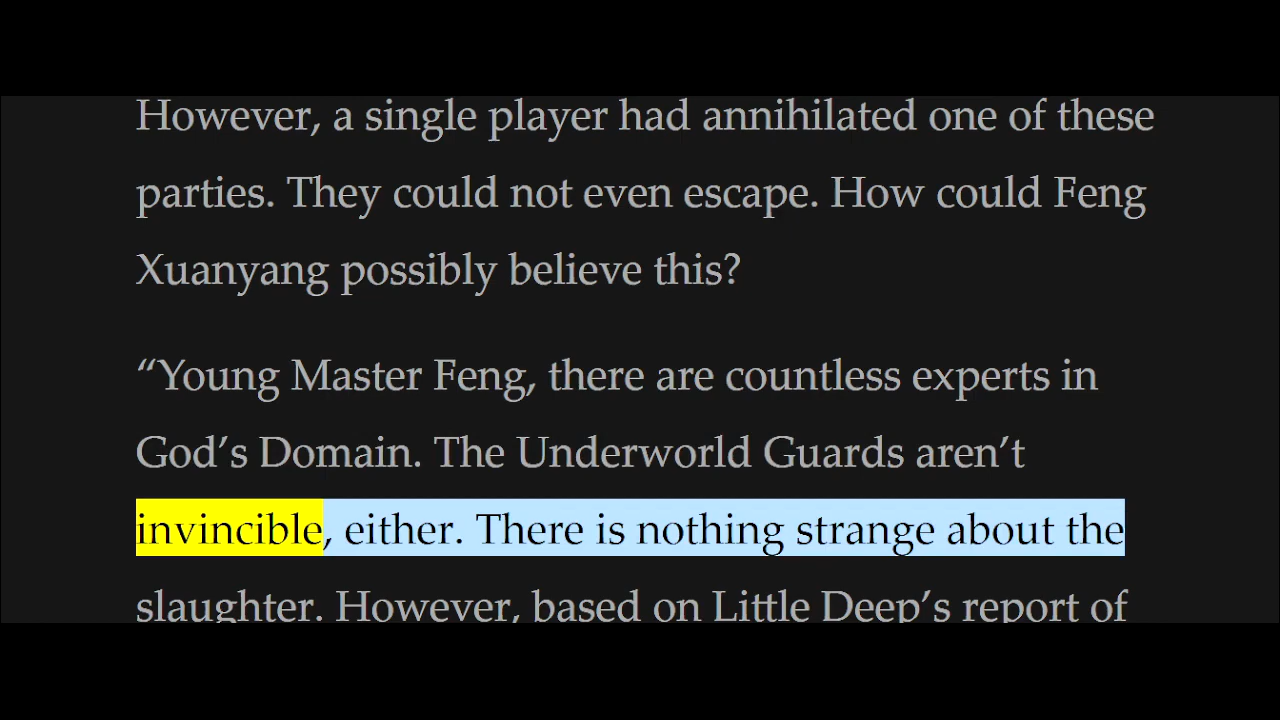 However, a single player had annihilated one of these
parties. They could not even escape. How could Feng
Xuanyang possibly believe this?
“Young Master Feng, there are countless experts in
God’s Domain. The Underworld Guards aren’t
invincible, either. There is nothing strange about the
slaughter. However, based on Little Deep’s report of